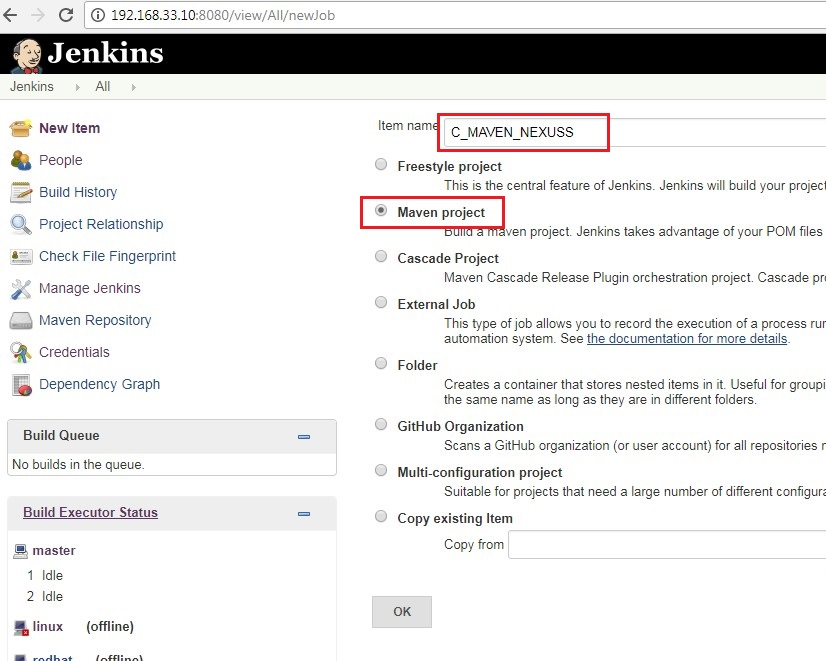 192.168.33.10:8080/view/All/newJob
Jenkins
Jenkins All
New Item
People
Build History
Project Relationship
Check File Fingerprint
Manage Jenkins
Maven Repository
Credentials
Dependency Graph
Build Queue
No builds in the queue.
Build Executor Status
master
1 Idle
2 Idle
linux (offline)
redhat (offline)
Item name C_MAVEN_NEXUSS
Freestyle project
This is the central feature of Jenkins. Jenkins will build your project
Maven project
Build a maven project. Jenkins takes advantage of your POM files
Cascade Project
Maven Cascade Release Plugin orchestration project. Cascade
External Job
This type of job allows you to record the execution of a process
automation system. See the documentation for more details.
Folder
Creates a container that stores nested items in it. Useful for
the same name as long as they are in different folders.
GitHub Organization
Scans a GitHub organization (or user account) for all repositories
Multi-configuration project
Suitable for projects that need a large number of different
Copy existing Item
Copy from
OK